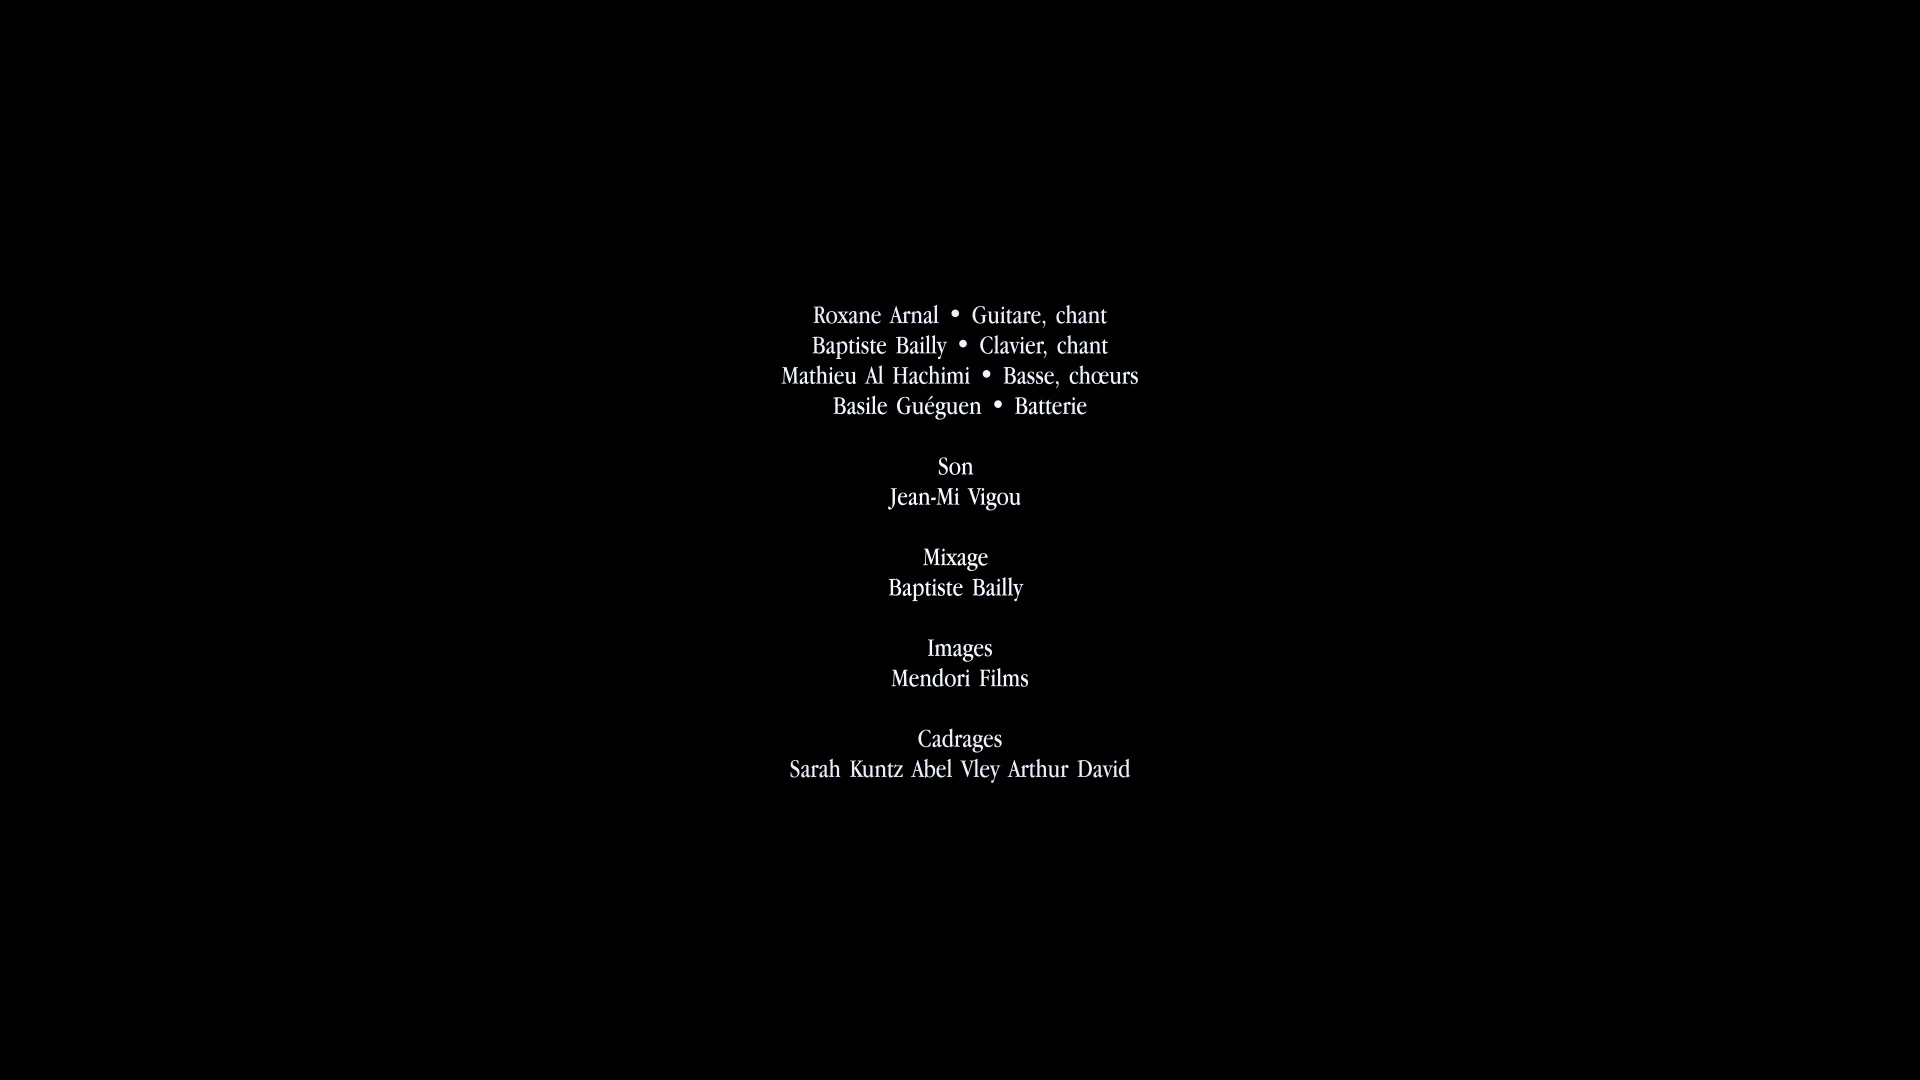 Roxane Arnal • Guitare, chant
Baptiste Bailly • Clavier, chant
Mathieu Al Hachimi • Basse, chœurs
Basile Guéguen • Batterie
Son
Jean-Mi Vigou
Mixage
Baptiste Bailly
Images
Mendori Films
Cadrages
Sarah Kuntz Abel Vley Arthur David